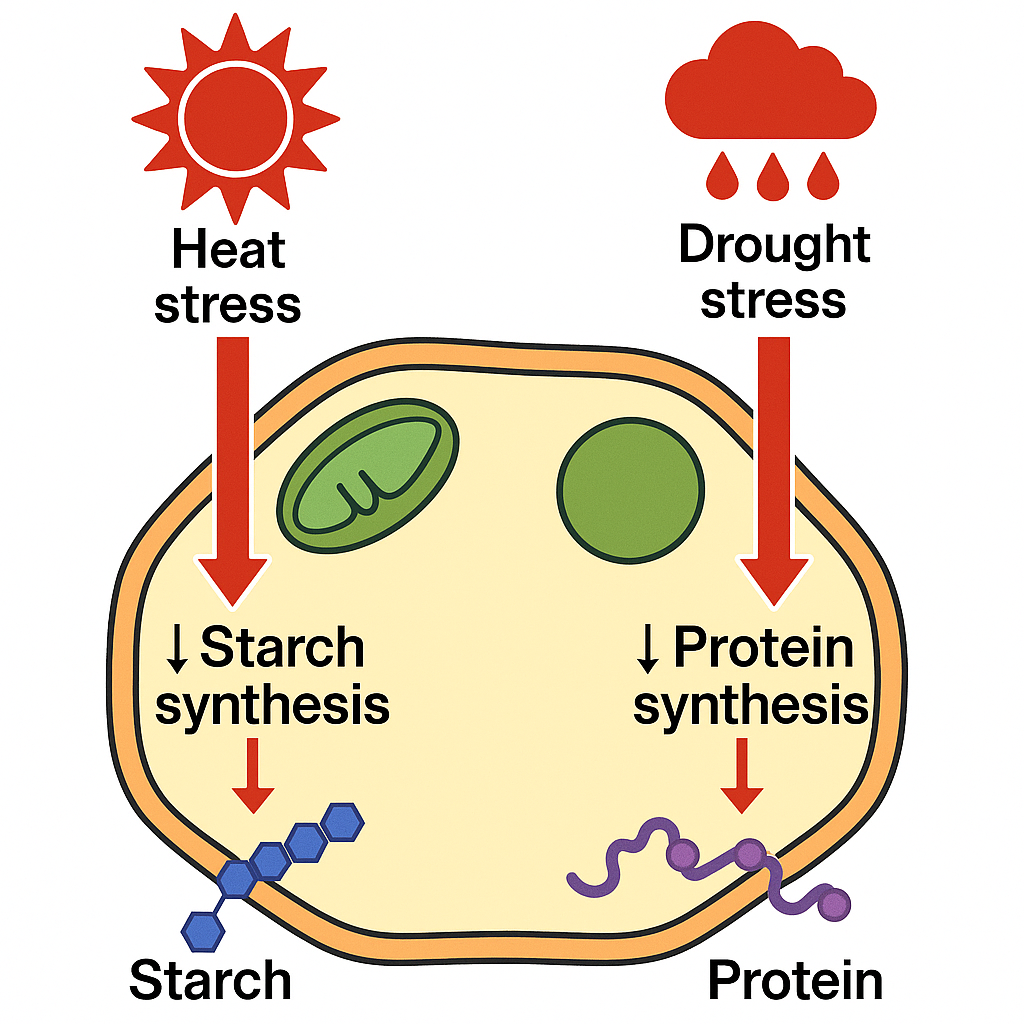 Heat
stress
Drought
stress
↓ Starch
synthesis
↓ Protein
synthesis
Starch
Protein